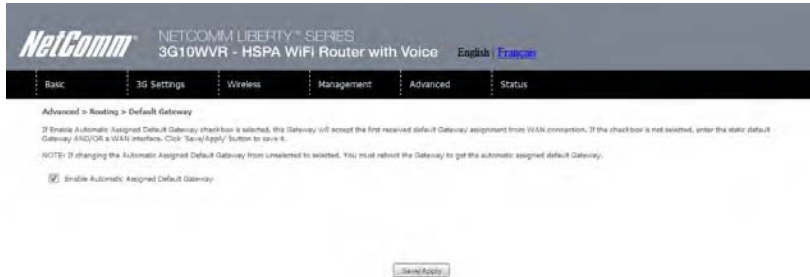 NetComm™ NETCOMM LIBERTY™ SERIES
3G10WVR - HSPA WiFi Router with Voice English | Français
Basic 3G Settings Wireless Management Advanced Status
Advanced > Routing > Default Gateway
If Enable Automatic Assigned Default Gateway checkbox is selected, this Gateway will accept the first received default Gateway assignment from WAN connection. If the checkbox is not selected, enter the static default
Gateway AND/OR a WAN interface. Click 'Save/Apply' button to save it.
NOTE: If changing the Automatic Assigned Default Gateway from unselected to selected, You must reboot the Gateway to get the automatic assigned default Gateway.
Enable Automatic Assigned Default Gateway
Save/Apply